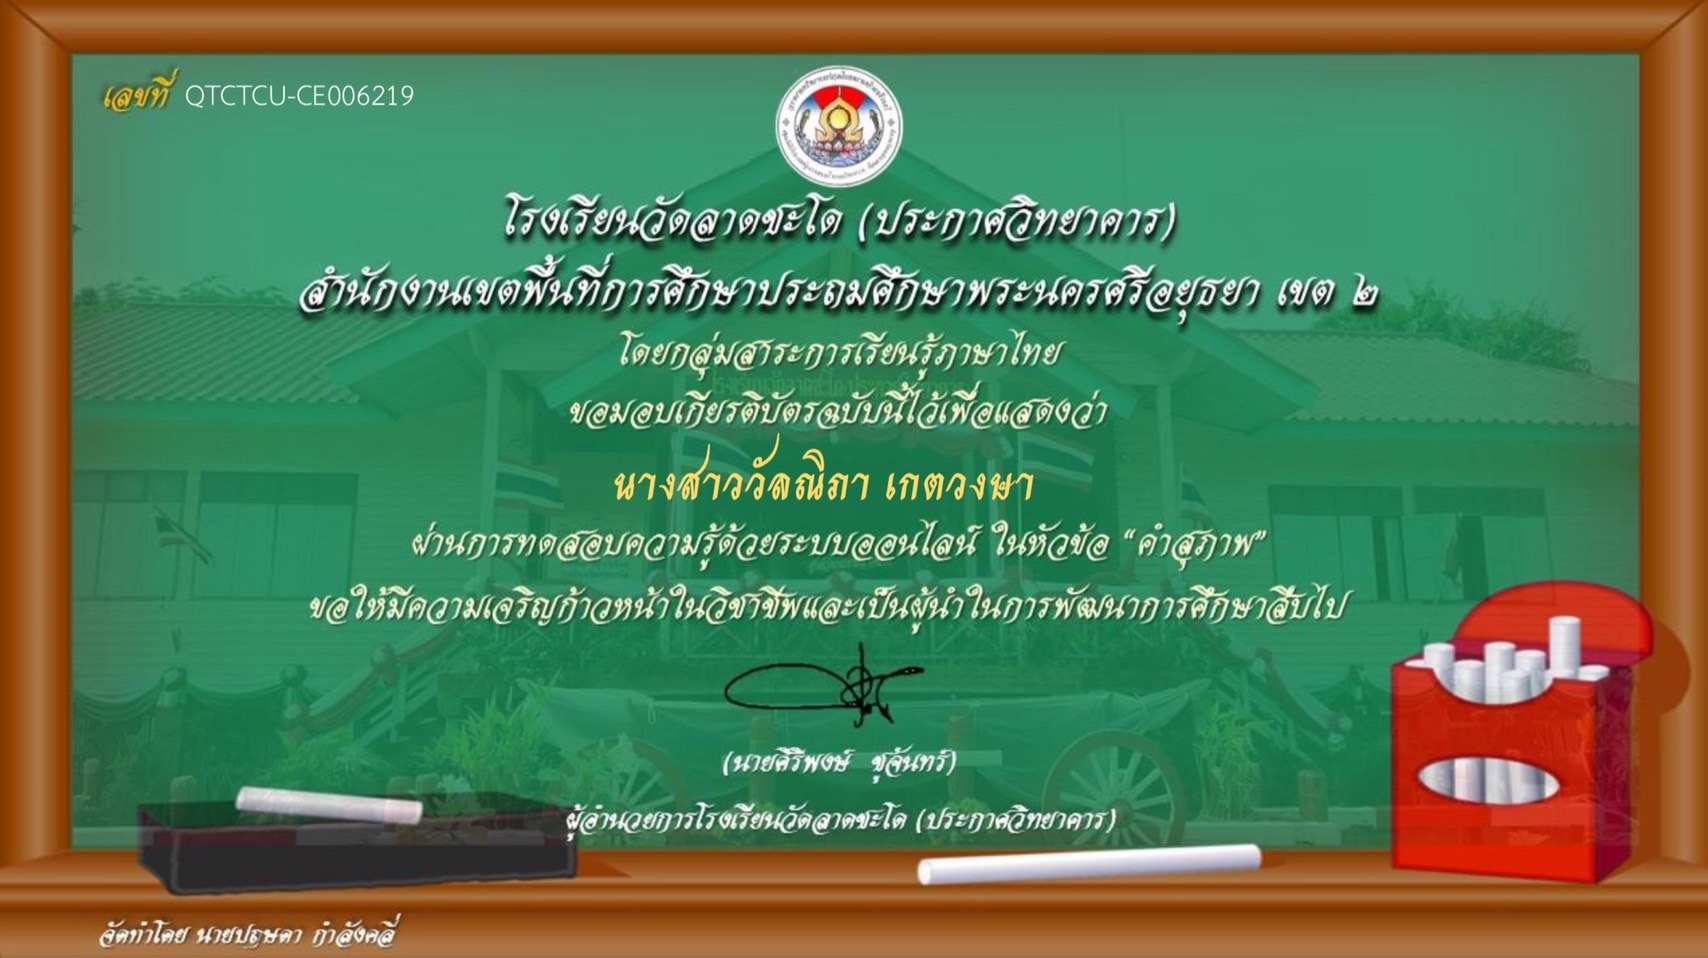 เลขที่ QTCTCU-CE006219
โรงเรียนวัดลาดชะโด (ประกาศวิทยาคาร)
สำนักงานเขตพื้นที่การศึกษาประถมศึกษาพระนครศรีอยุธยา เขต ๒
โดยกลุ่มสาระการเรียนรู้ภาษาไทย
ขอมอบเกียรติบัตรฉบับนี้ไว้เพื่อแสดงว่า
นางสาววัลณิภา เกตวงษา
ผ่านการทดสอบความรู้ด้วยระบบออนไลน์ ในหัวข้อ “คำสุภาพ”
ขอให้มีความเจริญก้าวหน้าในวิชาชีพและเป็นผู้นำในการพัฒนาการศึกษาสืบไป
(นายศิริพงษ์ ชูจันทร์)
ผู้อำนวยการโรงเรียนวัดลาดชะโด (ประกาศวิทยาคาร)
จัดทำโดย นายปฤษดา กำลังคลี่